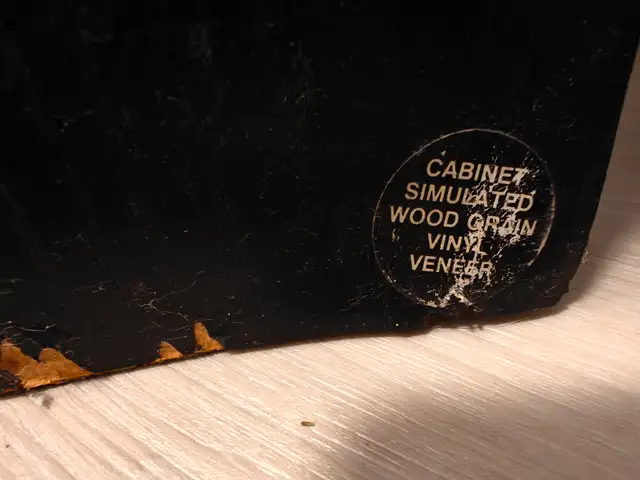 CABINET
SIMULATED
WOOD GRAIN
VINYL
VENEER